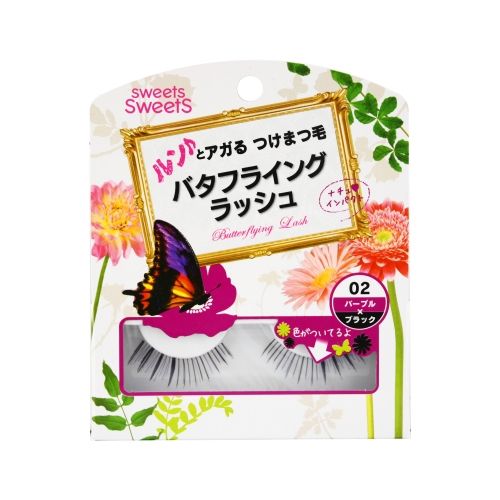 sweets
sweets
ルン♪とアガる つけまつ毛
バタフライング
ラッシュ
Butterflying Lash
ナチュ♥
インパクト
02
パープル
×
ブラック
色がついてるよ